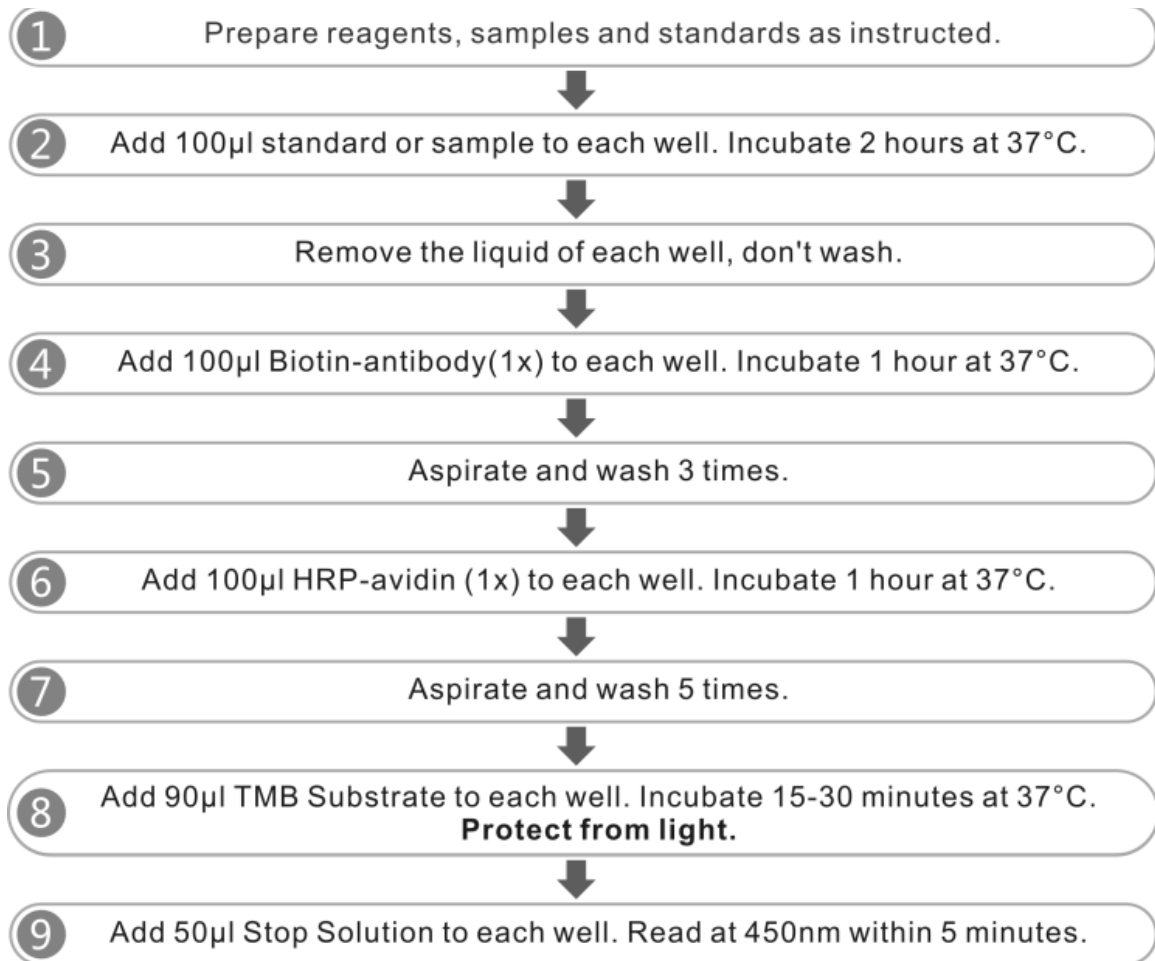 1 Prepare reagents, samples and standards as instructed.
2 Add 100µl standard or sample to each well. Incubate 2 hours at 37°C.
3 Remove the liquid of each well, don't wash.
4 Add 100µl Biotin-antibody(1x) to each well. Incubate 1 hour at 37°C.
5 Aspirate and wash 3 times.
6 Add 100µl HRP-avidin (1x) to each well. Incubate 1 hour at 37°C.
7 Aspirate and wash 5 times.
8 Add 90µl TMB Substrate to each well. Incubate 15-30 minutes at 37°C.
Protect from light.
9 Add 50µl Stop Solution to each well. Read at 450nm within 5 minutes.